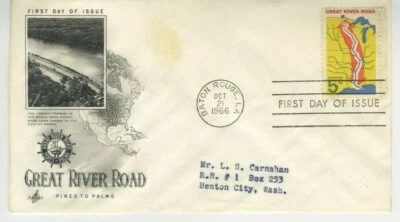 FIRST DAY OF ISSUE
GREAT RIVER ROAD
5¢
BATON ROUGE, LA
OCT
21
1966
FIRST DAY OF ISSUE
GREAT RIVER ROAD
PINES TO PALMS
Mr. L. S. Carnahan
R.R. # 1 Box 253
Benton City, Wash.